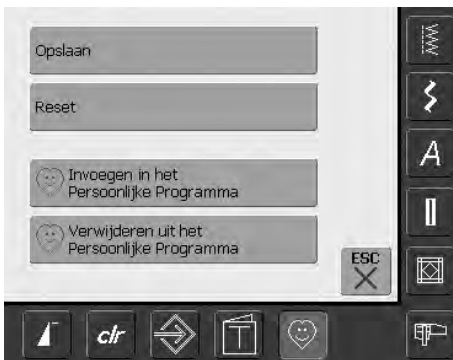 Opslaan
Reset
Invoegen in het
Persoonlijke Programma
Verwijderen uit het
Persoonlijke Programma
ESC
A
clr
T